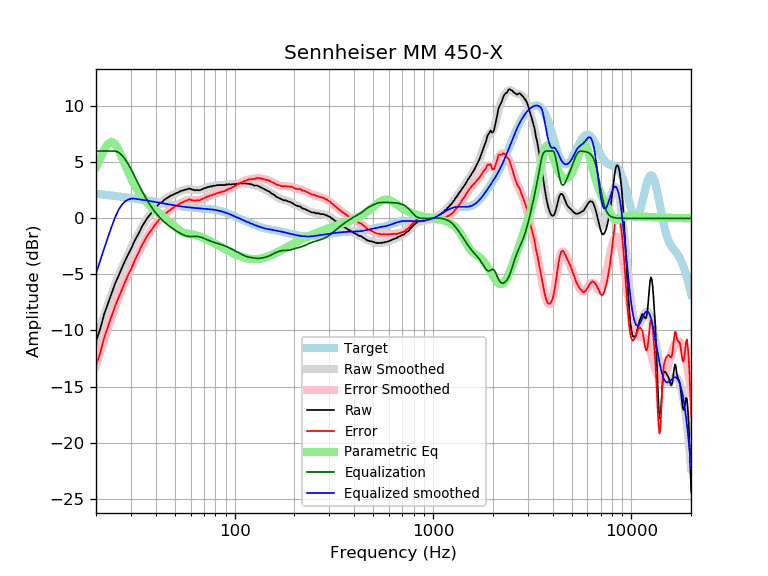 Sennheiser MM 450-X
10
5
0
−5
−10
−15
−20
−25
Amplitude (dBr)
Target
Raw Smoothed
Error Smoothed
Raw
Error
Parametric Eq
Equalization
Equalized smoothed
100
1000
10000
Frequency (Hz)